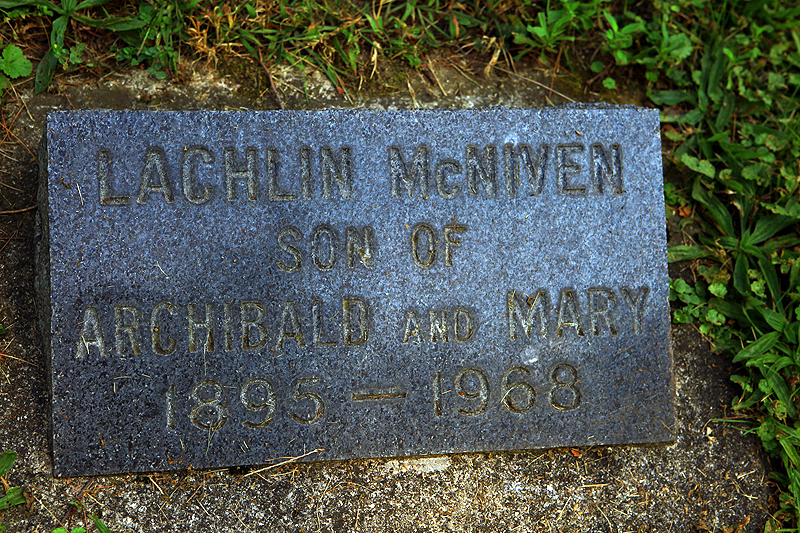 LACHLIN McNIVEN
SON OF
ARCHIBALD AND MARY
1895 — 1968